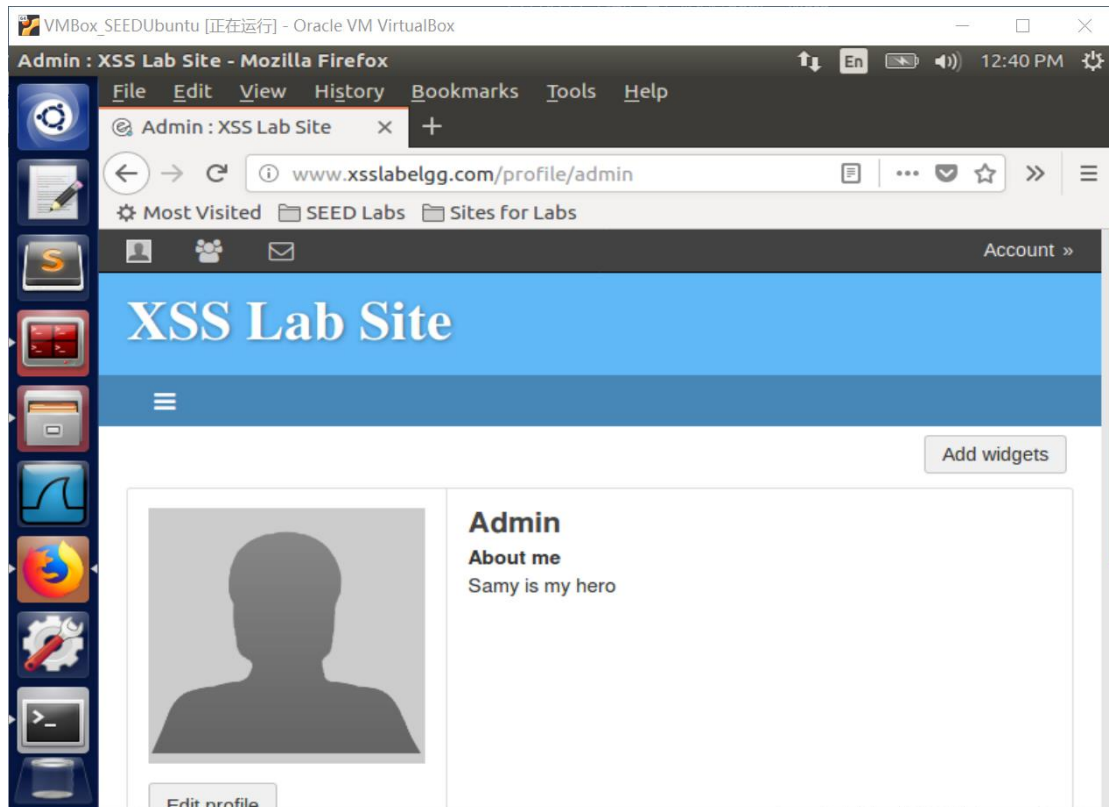 VMBox_SEEDUbuntu [正在运行] - Oracle VM VirtualBox
Admin : XSS Lab Site - Mozilla Firefox En 12:40 PM
File Edit View History Bookmarks Tools Help
Admin : XSS Lab Site
www.xsslabelgg.com/profile/admin
Most Visited SEED Labs Sites for Labs
Account »
XSS Lab Site
Add widgets
Admin
About me
Samy is my hero
Edit profile